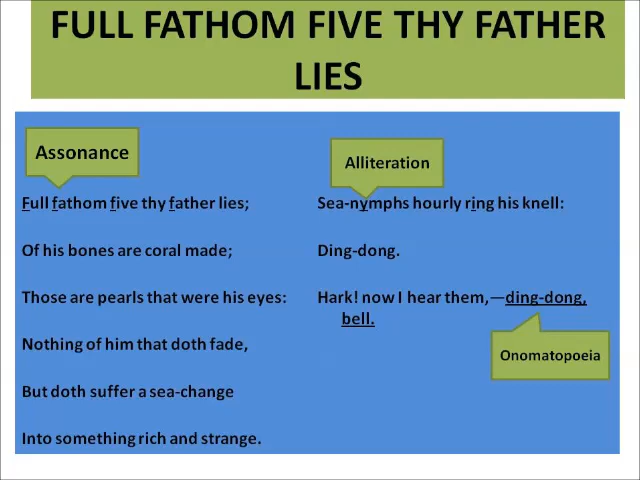 FULL FATHOM FIVE THY FATHER
LIES
Assonance
Full fathom five thy father lies;
Of his bones are coral made;
Those are pearls that were his eyes:
Nothing of him that doth fade,
But doth suffer a sea-change
Into something rich and strange.
Alliteration
Sea-nymphs hourly ring his knell:
Ding-dong.
Hark! now I hear them,—ding-dong,
bell.
Onomatopoeia